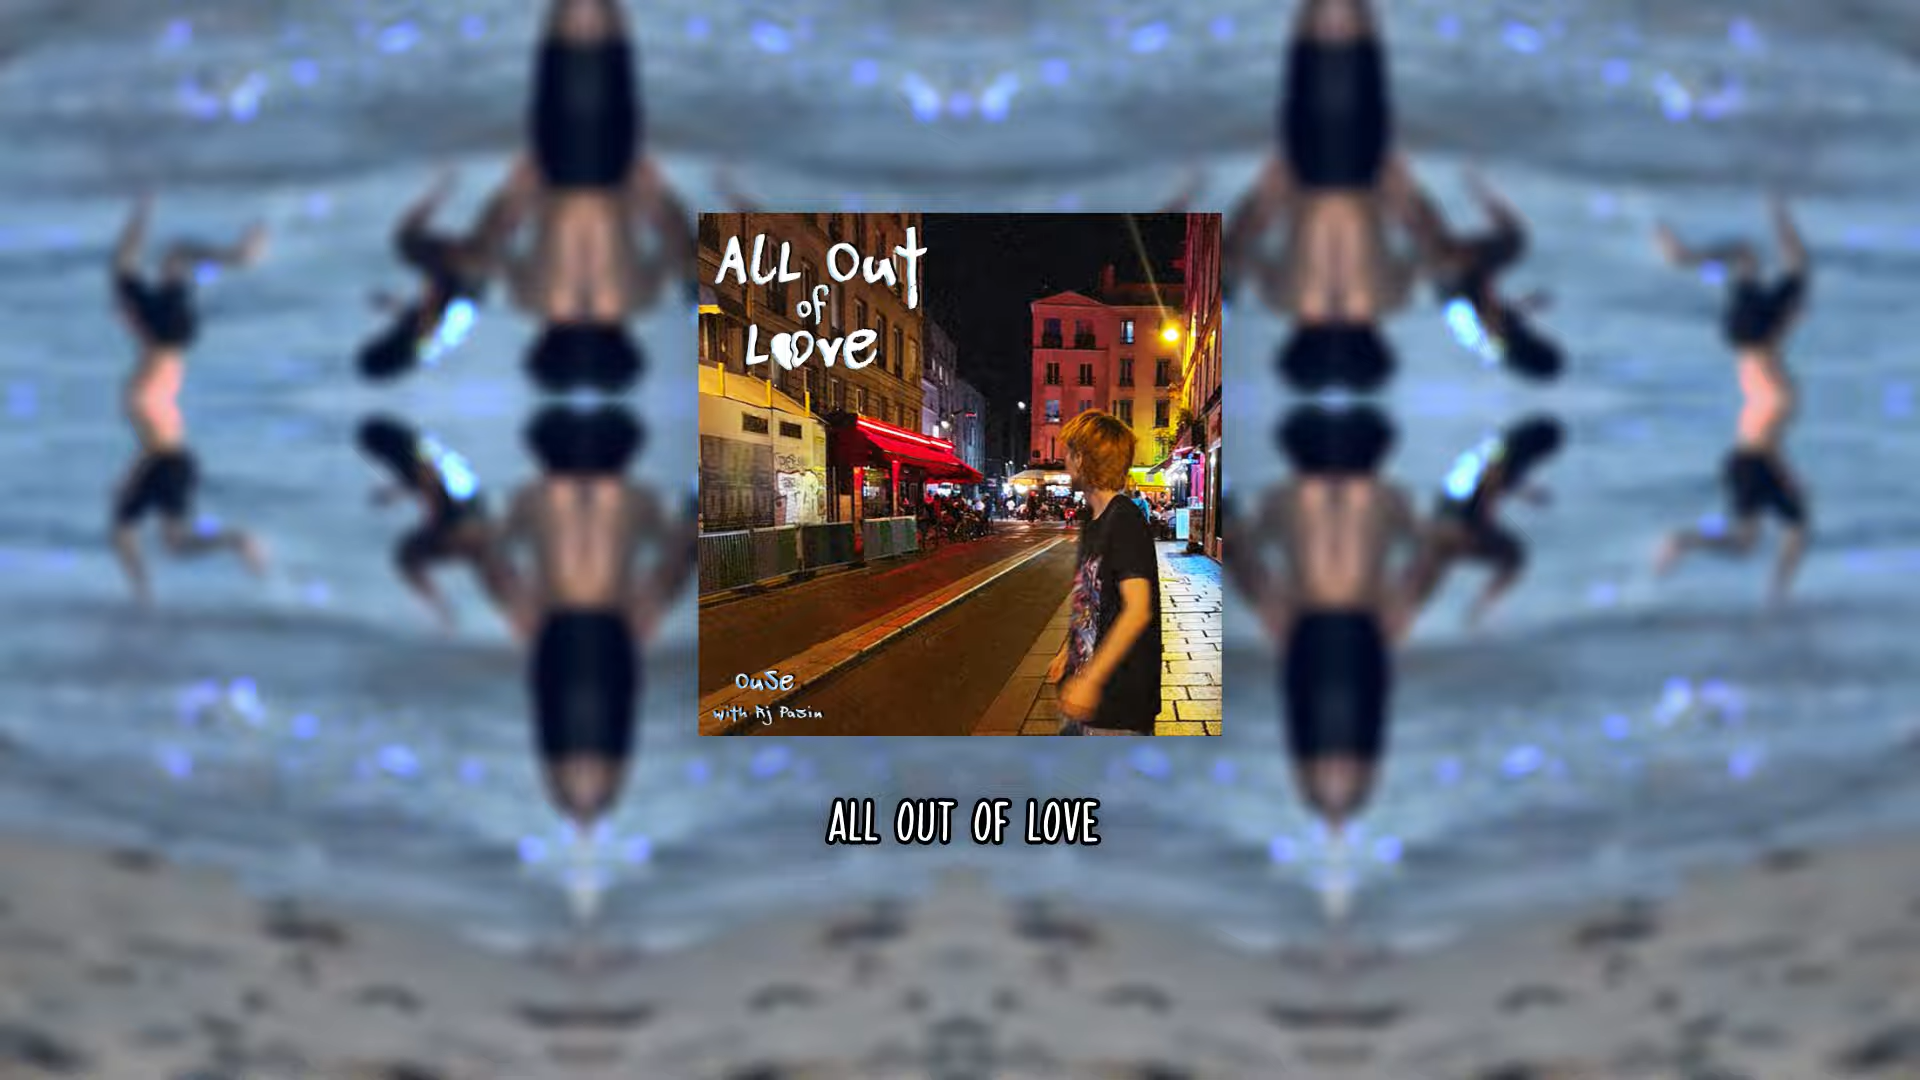 ALL Out
of
Love
OuSe
with Rj Pasin
ALL OUT OF LOVE